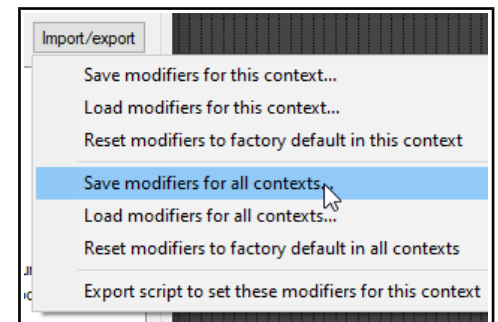 Import/export
Save modifiers for this context...
Load modifiers for this context...
Reset modifiers to factory default in this context
Save modifiers for all contexts...
Load modifiers for all contexts...
Reset modifiers to factory default in all contexts
Export script to set these modifiers for this context